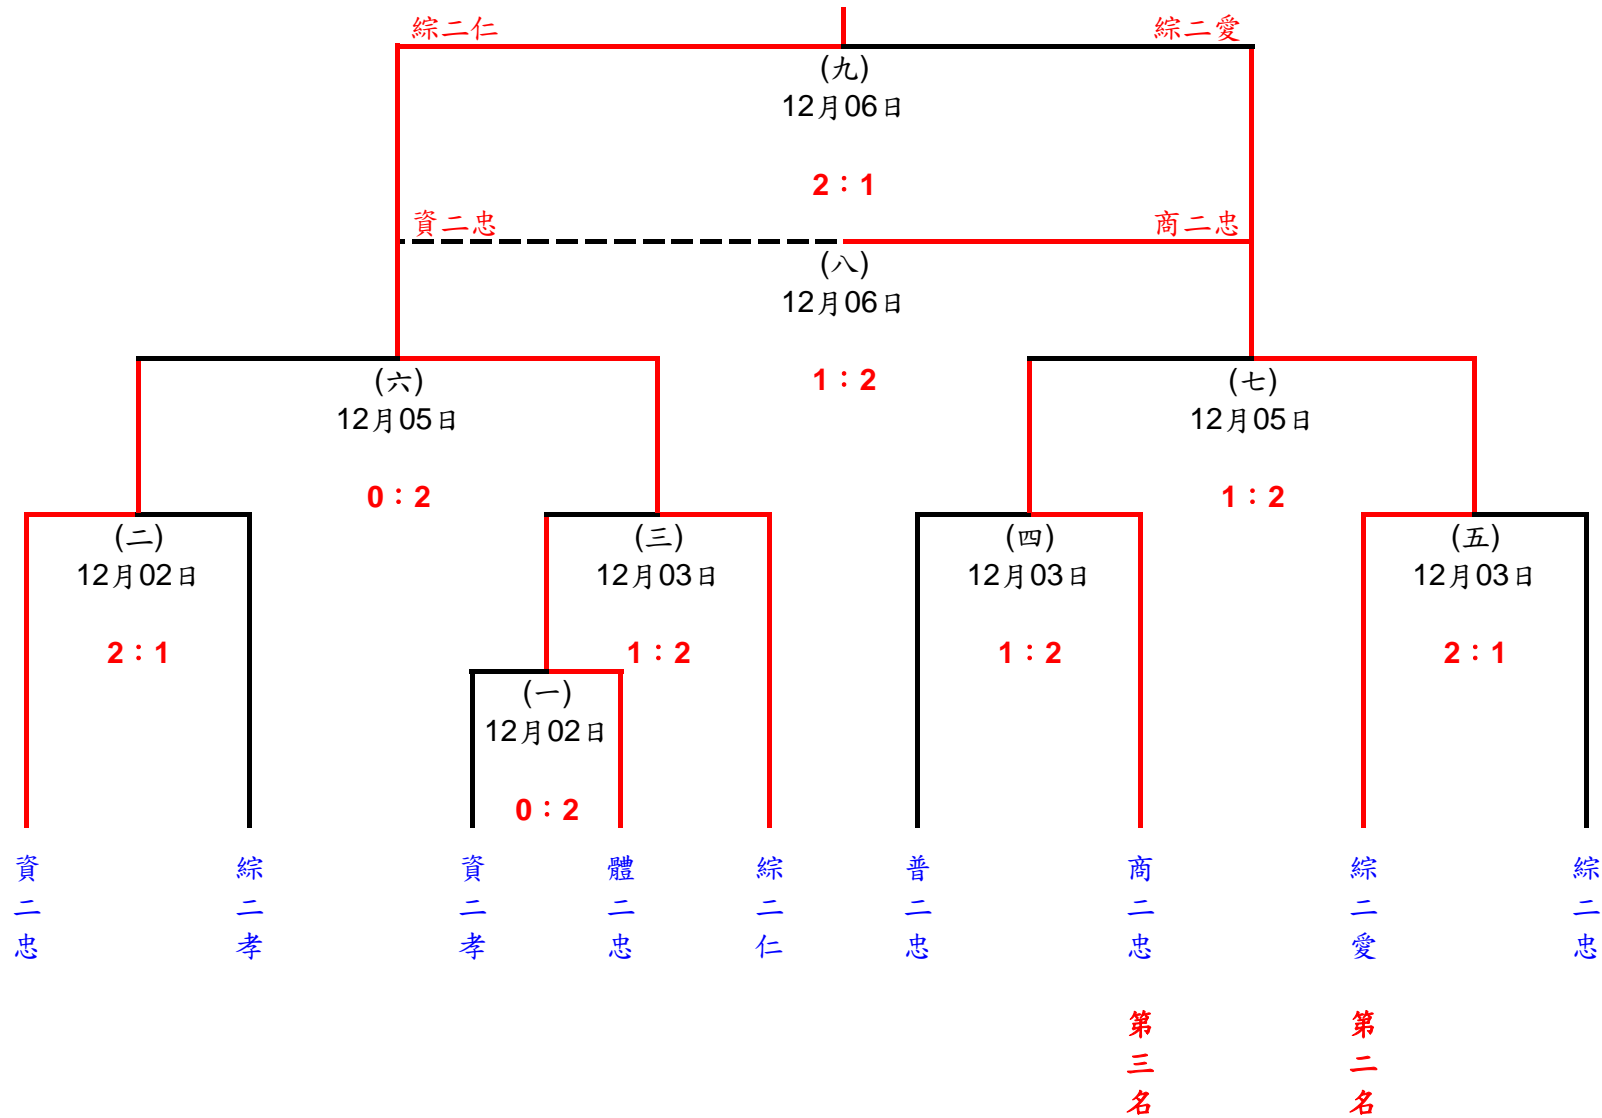 綜二仁
綜二愛
(九)
12月06日
2：1
資二忠
商二忠
(八)
12月06日
1：2
(六)
12月05日
0：2
(七)
12月05日
1：2
(二)
12月02日
2：1
(三)
12月03日
1：2
(四)
12月03日
1：2
(五)
12月03日
2：1
(一)
12月02日
0：2
資二忠
綜二孝
資二孝
體二忠
綜二仁
普二忠
商二忠
綜二愛
綜二忠
第三名
第二名